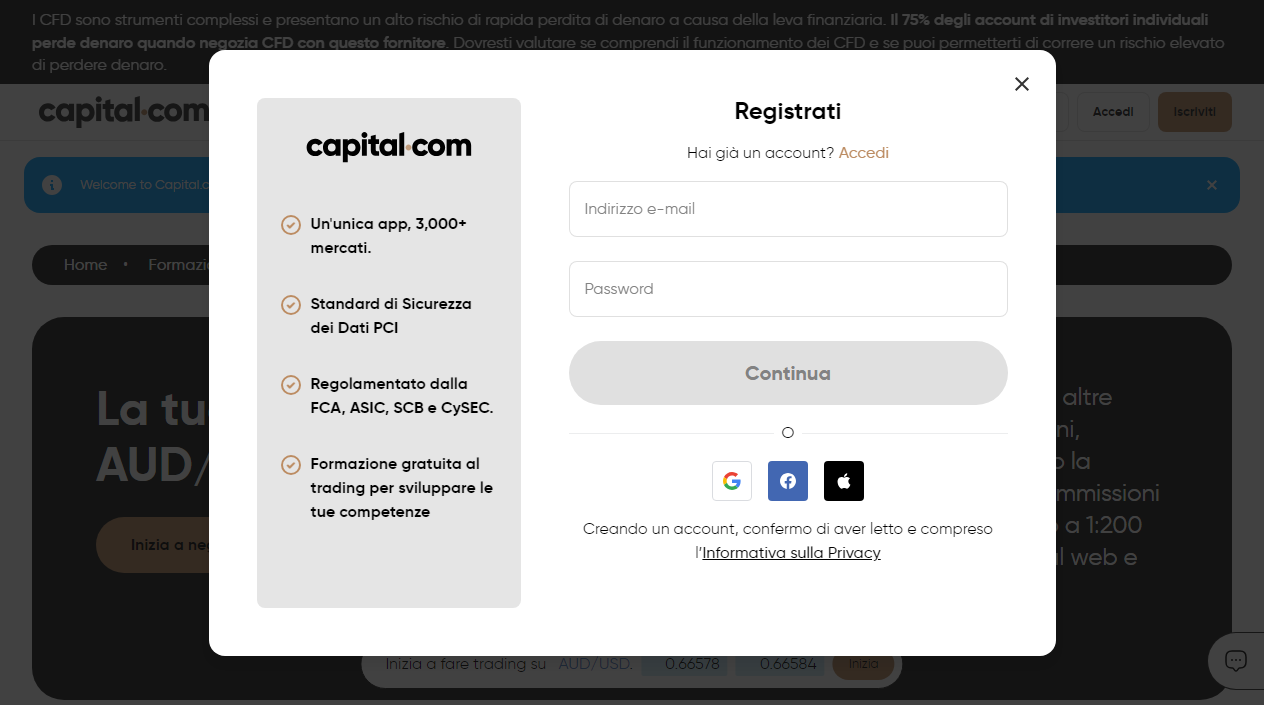 I CFD sono strumenti complessi e presentano un alto rischio di rapida perdita di denaro a causa della leva finanziaria. Il 75% degli account di investitori individuali
perde denaro quando negozia CFD con questo fornitore. Dovresti valutare se comprendi il funzionamento dei CFD e se puoi permetterti di correre un rischio elevato
di perdere denaro.
capital.com
Accedi
Iscriviti
Welcome to Capital.c
Home
Formazi
La tu
AUD/
Inizia a neg
altre
ni,
la
mmissioni
a 1:200
al web e
capital.com
Un'unica app, 3,000+
mercati.
Standard di Sicurezza
dei Dati PCI
Regolamentato dalla
FCA, ASIC, SCB e CySEC.
Formazione gratuita al
trading per sviluppare le
tue competenze
Registrati
Hai già un account? Accedi
Indirizzo e-mail
Password
Continua
O
Creando un account, confermo di aver letto e compreso
l'Informativa sulla Privacy
Inizia a fare trading su AUD/USD. 0.66578 0.66584 Inizia